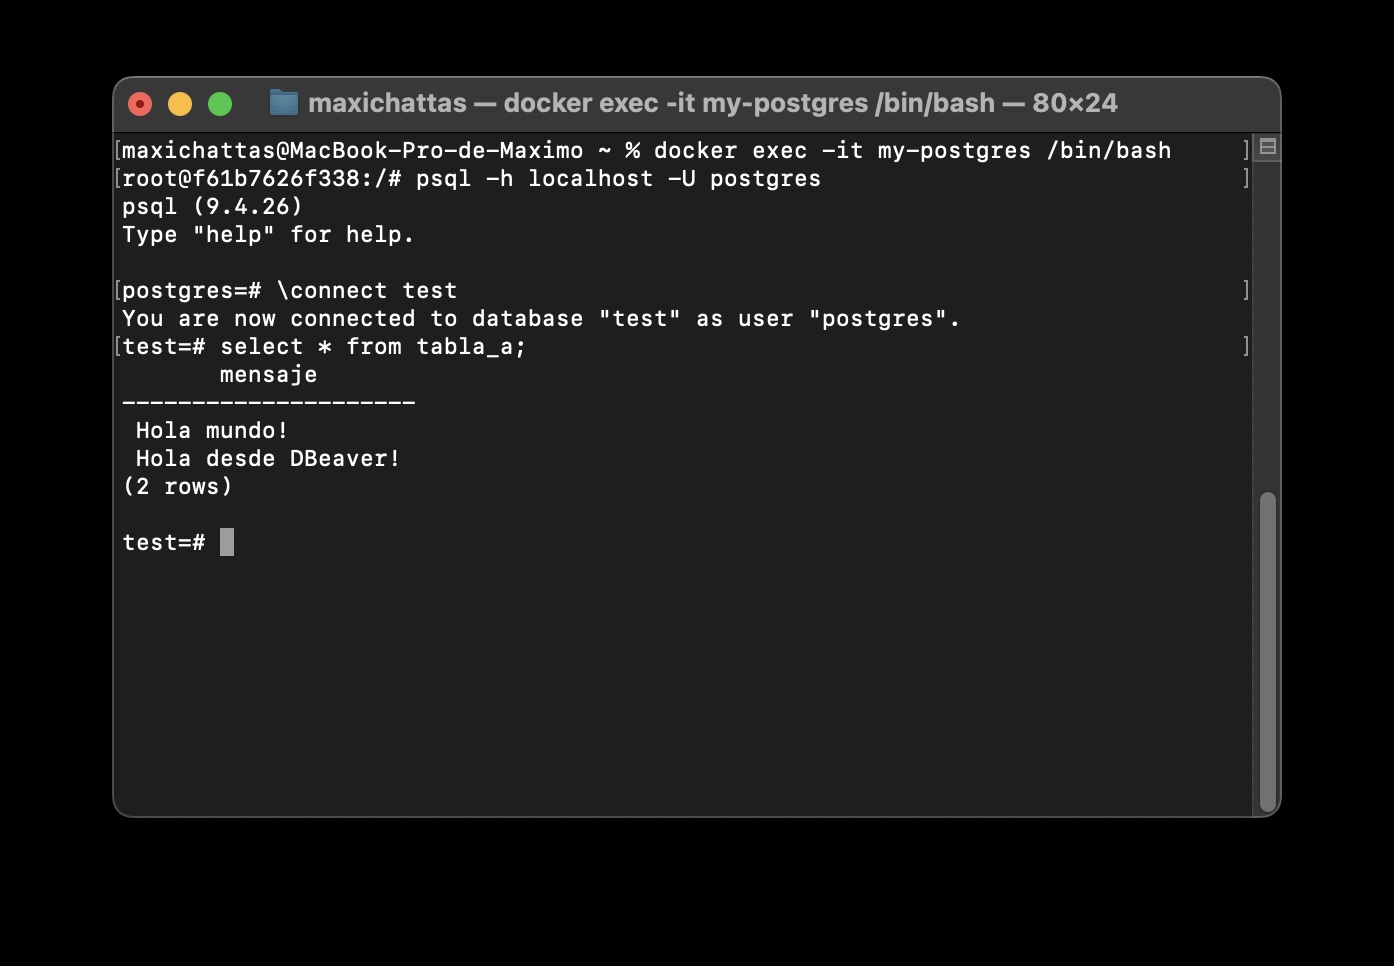 maxichattas — docker exec -it my-postgres /bin/bash — 80×24
[maxichattas@MacBook-Pro-de-Maximo ~ % docker exec -it my-postgres /bin/bash ]
[root@f61b7626f338:/# psql -h localhost -U postgres ]
psql (9.4.26)
Type "help" for help.
[postgres=# \connect test ]
You are now connected to database "test" as user "postgres".
[test=# select * from tabla_a; ]
mensaje
---------------------
Hola mundo!
Hola desde DBeaver!
(2 rows)
test=#